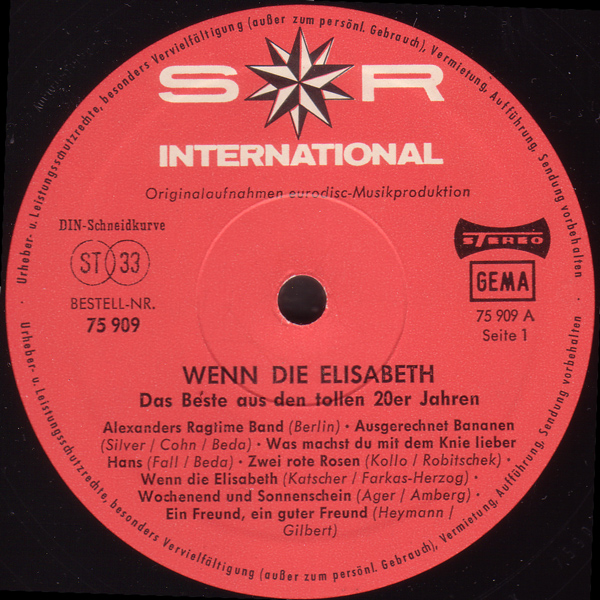 Urheber- u. Leistungsschutzrechte, besonders Vervielfältigung (außer zum persönl. Gebrauch), Vermietung, Aufführung, Sendung vorbehalten
S R
INTERNATIONAL
Originalaufnahmen eurodisc-Musikproduktion
DIN-Schneidkurve
ST 33
BESTELL-NR.
75 909
STEREO
GEMA
75 909 A
Seite 1
WENN DIE ELISABETH
Das Beste aus den tollen 20er Jahren
Alexanders Ragtime Band (Berlin) · Ausgerechnet Bananen
(Silver / Cohn / Beda) · Was machst du mit dem Knie lieber
Hans (Fall / Beda) · Zwei rote Rosen (Kollo / Robitschek) ·
Wenn die Elisabeth (Katscher / Farkas-Herzog) ·
Wochenend und Sonnenschein (Ager / Amberg) ·
Ein Freund, ein guter Freund (Heymann /
Gilbert)
Urheber- u. Leistungsschutzrechte, besonders Vervielfältigung (außer zum persönl. Gebrauch), Vermietung, Aufführung, Sendung vorbehalten